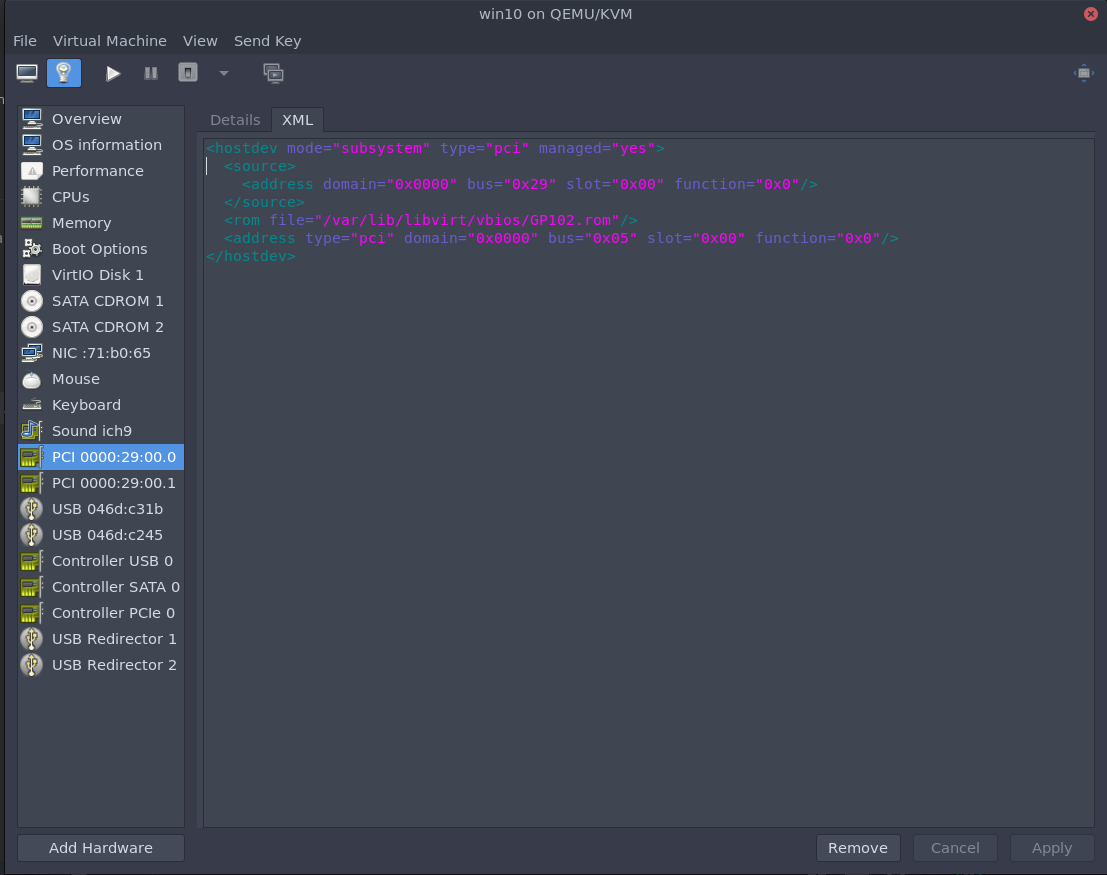 win10 on QEMU/KVM
File Virtual Machine View Send Key
Overview
OS information
Performance
CPUs
Memory
Boot Options
VirtIO Disk 1
SATA CDROM 1
SATA CDROM 2
NIC :71:b0:65
Mouse
Keyboard
Sound ich9
PCI 0000:29:00.0
PCI 0000:29:00.1
USB 046d:c31b
USB 046d:c245
Controller USB 0
Controller SATA 0
Controller PCIe 0
USB Redirector 1
USB Redirector 2
Add Hardware
Details XML
<hostdev mode="subsystem" type="pci" managed="yes">
  <source>
    <address domain="0x0000" bus="0x29" slot="0x00" function="0x0"/>
  </source>
  <rom file="/var/lib/libvirt/vbios/GP102.rom"/>
  <address type="pci" domain="0x0000" bus="0x05" slot="0x00" function="0x0"/>
</hostdev>
Remove Cancel Apply